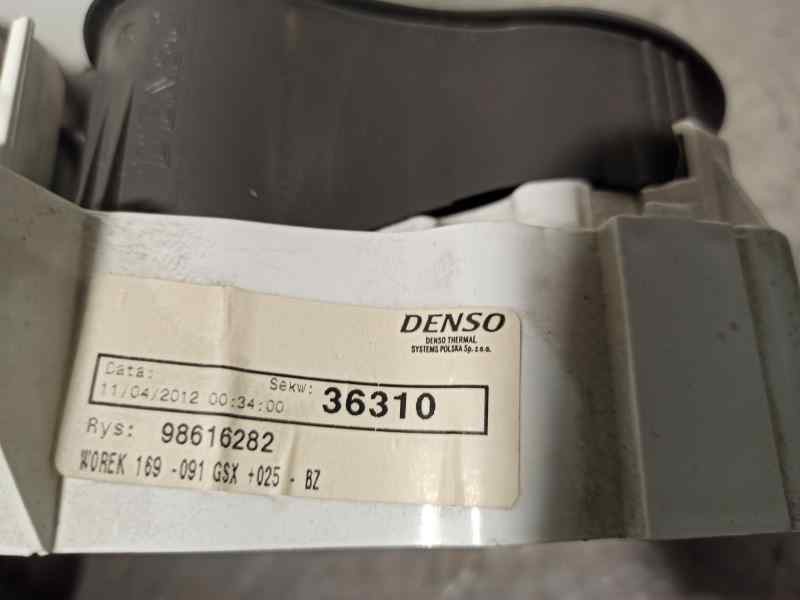 DENSO
DENSO THERMAL
SYSTEMS POLSKA Sp. z o.o.
Data: Sekw: 36310
11/04/2012 00:34:00
Rys: 98616282
WOREK 169 -091 GSX +025 - BZ